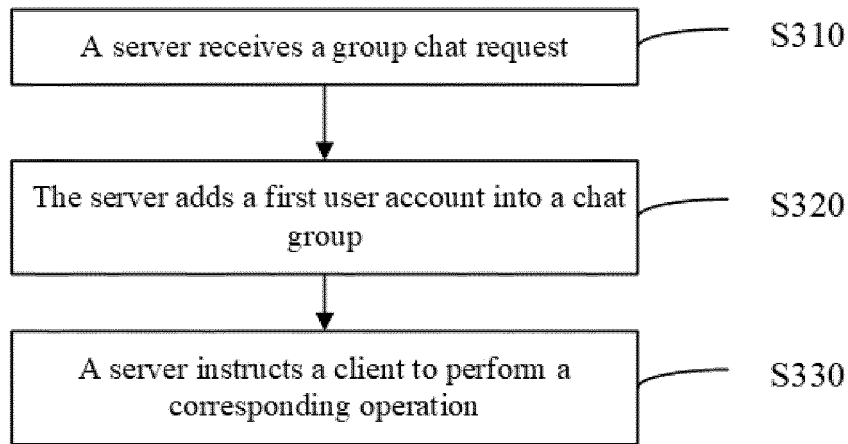 A server receives a group chat request
S310
The server adds a first user account into a chat
group
S320
A server instructs a client to perform a
corresponding operation
S330